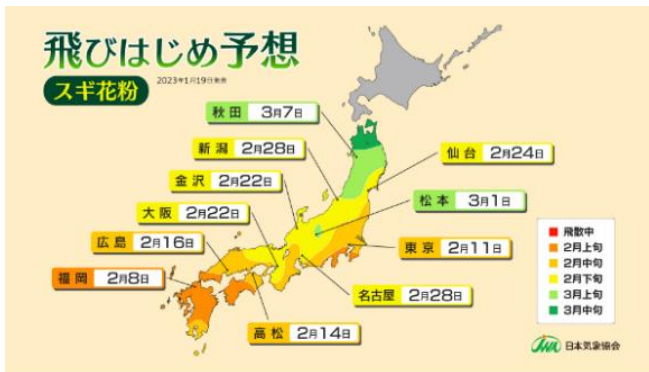 飛びはじめ予想
スギ花粉
2023年1月19日発表
秋田 3月7日
新潟 2月28日
仙台 2月24日
金沢 2月22日
松本 3月1日
大阪 2月22日
広島 2月16日
東京 2月11日
福岡 2月8日
名古屋 2月28日
高松 2月14日
飛散中
2月上旬
2月中旬
2月下旬
3月上旬
3月中旬
JWA 日本気象協会